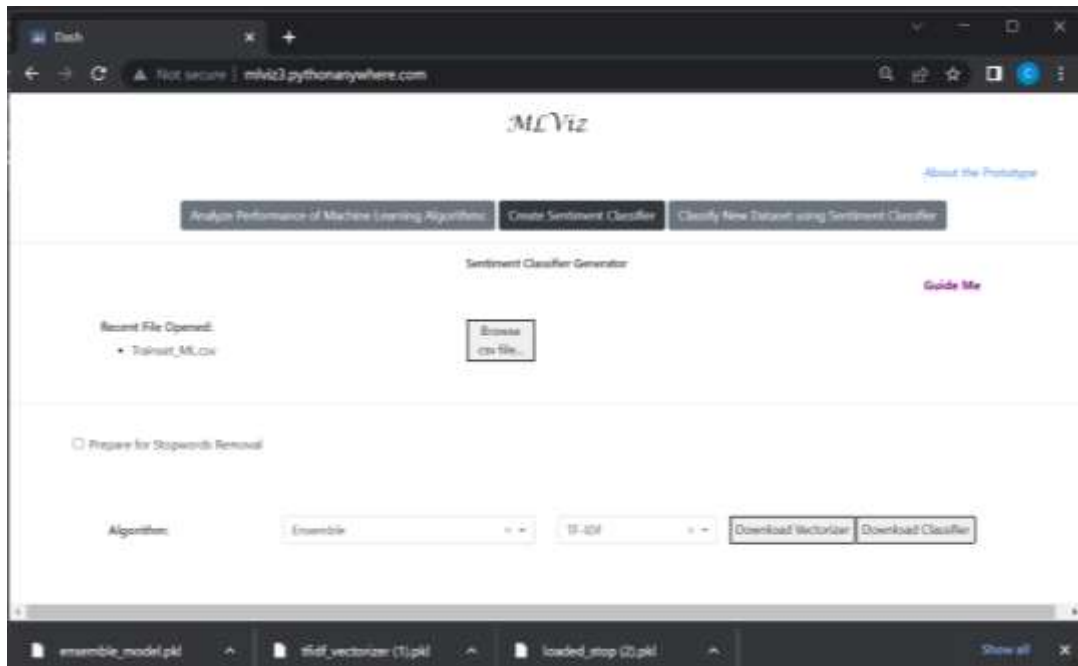 Dash
Not secure | mlviz3.pythonanywhere.com
MLViz
About the Prototype
Analyze Performance of Machine Learning Algorithms Create Sentiment Classifier Classify New Dataset using Sentiment Classifier
Sentiment Classifier Generator
Guide Me
Recent File Opened:
• Trainset_ML.csv
Browse
csv file...
Prepare for Stopwords Removal
Algorithm: Ensemble TF-IDF Download Vectorizer Download Classifier
ensemble_model.pkl tfidf_vectorizer (1).pkl loaded_stop (2).pkl Show all